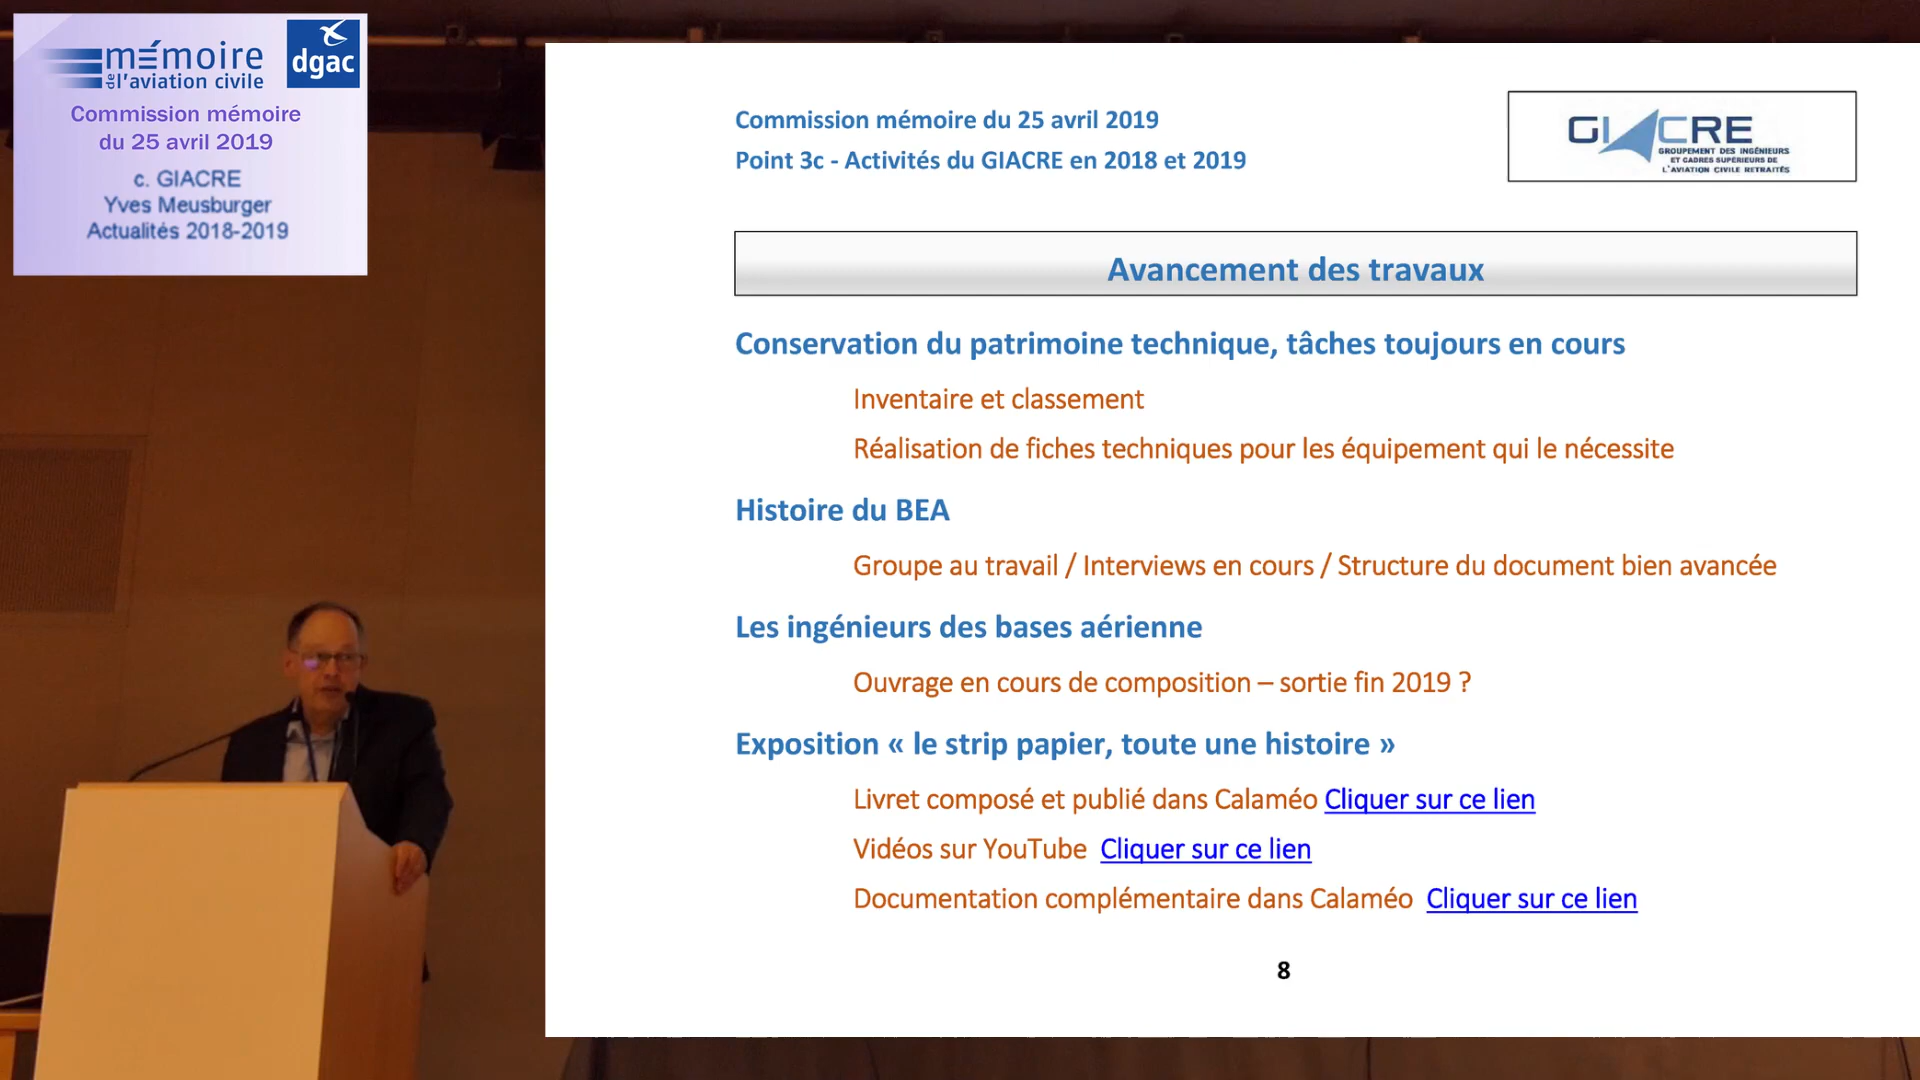 mémoire
de l'aviation civile
dgac
Commission mémoire
du 25 avril 2019
c. GIACRE
Yves Meusburger
Actualités 2018-2019
Commission mémoire du 25 avril 2019
Point 3c - Activités du GIACRE en 2018 et 2019
GIACRE
GROUPEMENT DES INGÉNIEURS
ET CADRES SUPÉRIEURS DE
L'AVIATION CIVILE RETRAITÉS
Avancement des travaux
Conservation du patrimoine technique, tâches toujours en cours
Inventaire et classement
Réalisation de fiches techniques pour les équipement qui le nécessite
Histoire du BEA
Groupe au travail / Interviews en cours / Structure du document bien avancée
Les ingénieurs des bases aérienne
Ouvrage en cours de composition – sortie fin 2019 ?
Exposition « le strip papier, toute une histoire »
Livret composé et publié dans Calaméo Cliquer sur ce lien
Vidéos sur YouTube Cliquer sur ce lien
Documentation complémentaire dans Calaméo Cliquer sur ce lien
8